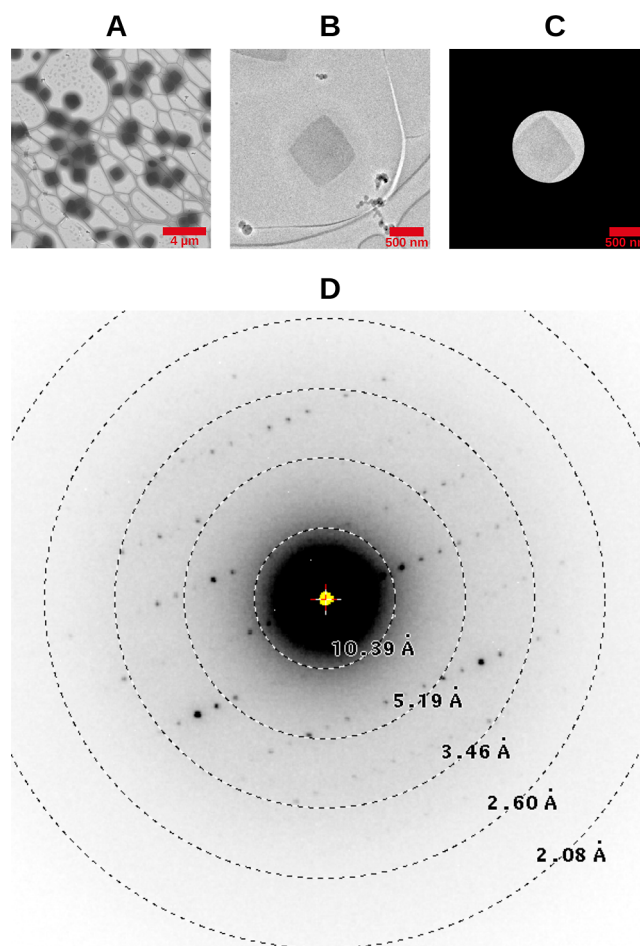 A
B
C
4 µm
500 nm
500 nm
D
10.39 Å
5.19 Å
3.46 Å
2.60 Å
2.08 Å